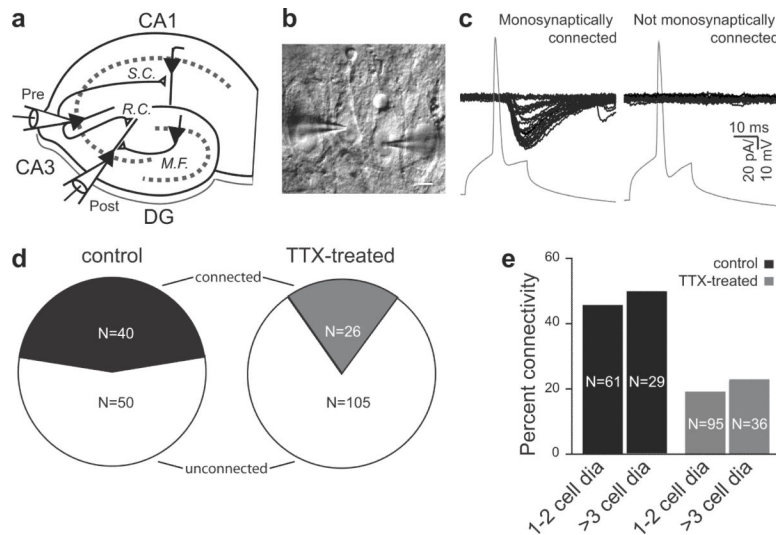 a
CA1
S.C.
Pre
R.C.
CA3
M.F.
Post
DG
b
c
Monosynaptically
connected
Not monosynaptically
connected
10 ms
20 pA/
10 mV
d
control
TTX-treated
connected
N=40
N=26
N=50
N=105
unconnected
e
control
TTX-treated
Percent connectivity
60
40
20
0
N=61
N=29
N=95
N=36
1-2 cell dia
>3 cell dia
1-2 cell dia
>3 cell dia